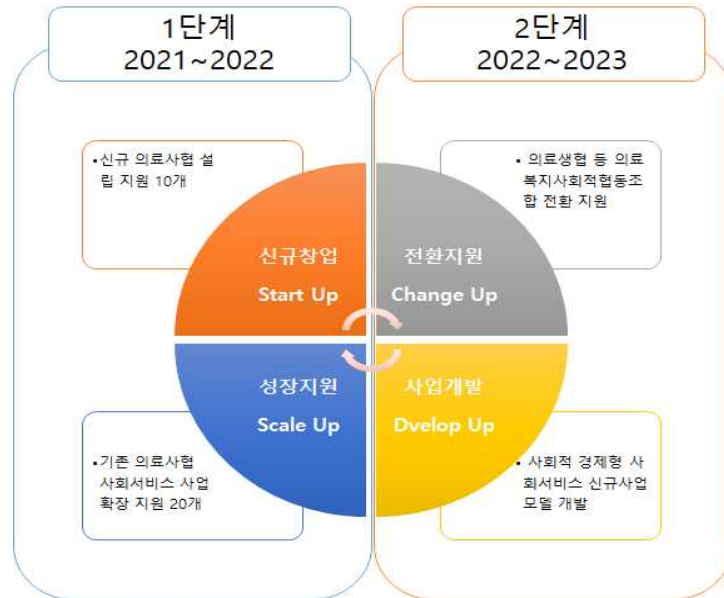 1단계
2021~2022
2단계
2022~2023
•신규 의료사협 설
립 지원 10개
• 의료생협 등 의료
복지사회적협동조
합 전환 지원
신규창업
Start Up
전환지원
Change Up
성장지원
Scale Up
사업개발
Dvelop Up
•기존 의료사협
사회서비스 사업
확장 지원 20개
• 사회적 경제형 사
회서비스 신규사업
모델 개발